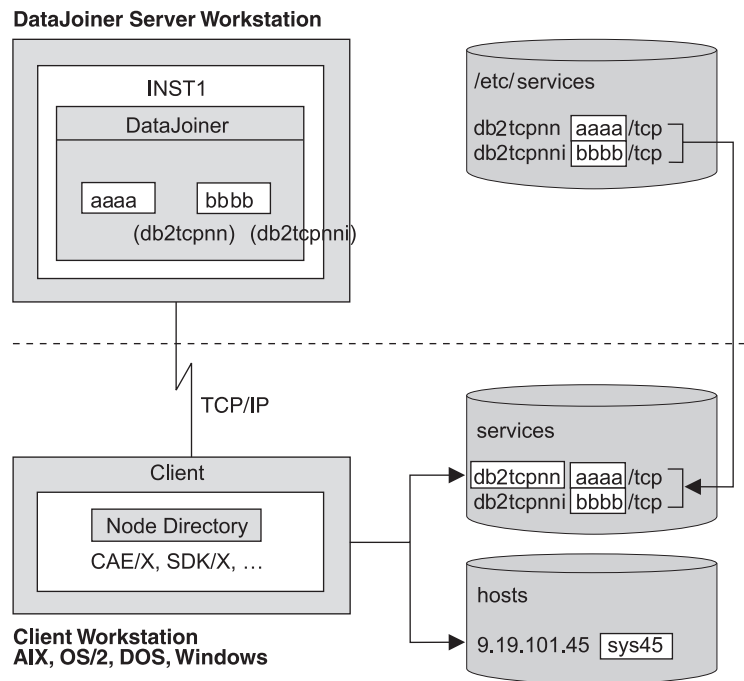 DataJoiner Server Workstation
INST1
DataJoiner
aaaa bbbb
(db2tcpnn) (db2tcpnni)
/etc/services
db2tcpnn aaaa /tcp
db2tcpnni bbbb /tcp
TCP/IP
Client
Node Directory
CAE/X, SDK/X, ...
Client Workstation
AIX, OS/2, DOS, Windows
services
db2tcpnn aaaa /tcp
db2tcpnni bbbb /tcp
hosts
9.19.101.45 sys45